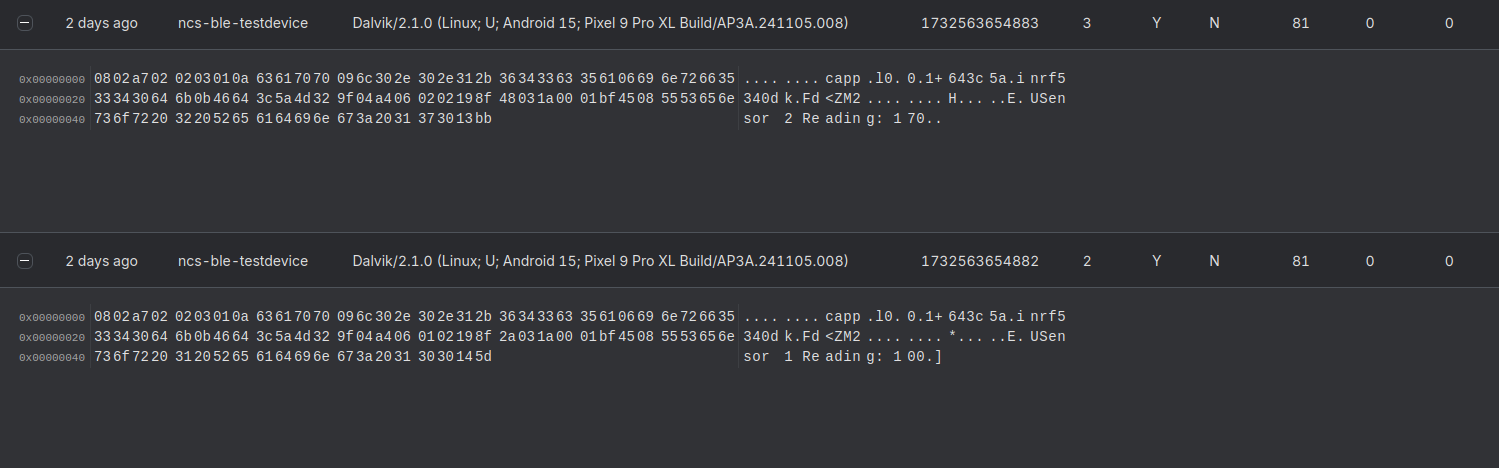 2 days ago ncs-ble-testdevice Dalvik/2.1.0 (Linux; U; Android 15; Pixel 9 Pro XL Build/AP3A.241105.008) 1732563654883 3 Y N 81 0 0
0x00000000 0802a702 0203010a 63617070 096c302e 302e312b 36343363 35610669 6e726635 .... .... capp .l0. 0.1+ 643c 5a.i nrf5
0x00000020 33343064 6b0b4664 3c5a4d32 9f04a406 0202198f 48031a00 01bf4508 5553656e 340d k.Fd <ZM2 .... .... H... ..E. USen
0x00000040 736f7220 32205265 6164696e 673a2031 373013bb sor  2 Re adin g: 1 70..
2 days ago ncs-ble-testdevice Dalvik/2.1.0 (Linux; U; Android 15; Pixel 9 Pro XL Build/AP3A.241105.008) 1732563654882 2 Y N 81 0 0
0x00000000 0802a702 0203010a 63617070 096c302e 302e312b 36343363 35610669 6e726635 .... .... capp .l0. 0.1+ 643c 5a.i nrf5
0x00000020 33343064 6b0b4664 3c5a4d32 9f04a406 0102198f 2a031a00 01bf4508 5553656e 340d k.Fd <ZM2 .... .... *... ..E. USen
0x00000040 736f7220 31205265 6164696e 673a2031 3030145d sor  1 Re adin g: 1 00.]